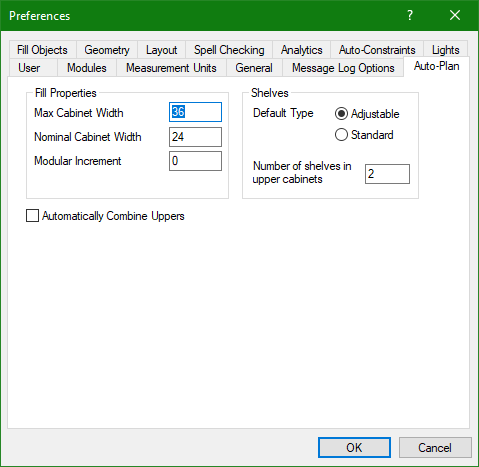 Preferences
?
Fill Objects Geometry Layout Spell Checking Analytics Auto-Constraints Lights
User Modules Measurement Units General Message Log Options Auto-Plan
Fill Properties
Max Cabinet Width 36
Nominal Cabinet Width 24
Modular Increment 0
Shelves
Default Type Adjustable
Standard
Number of shelves in
upper cabinets 2
Automatically Combine Uppers
OK Cancel